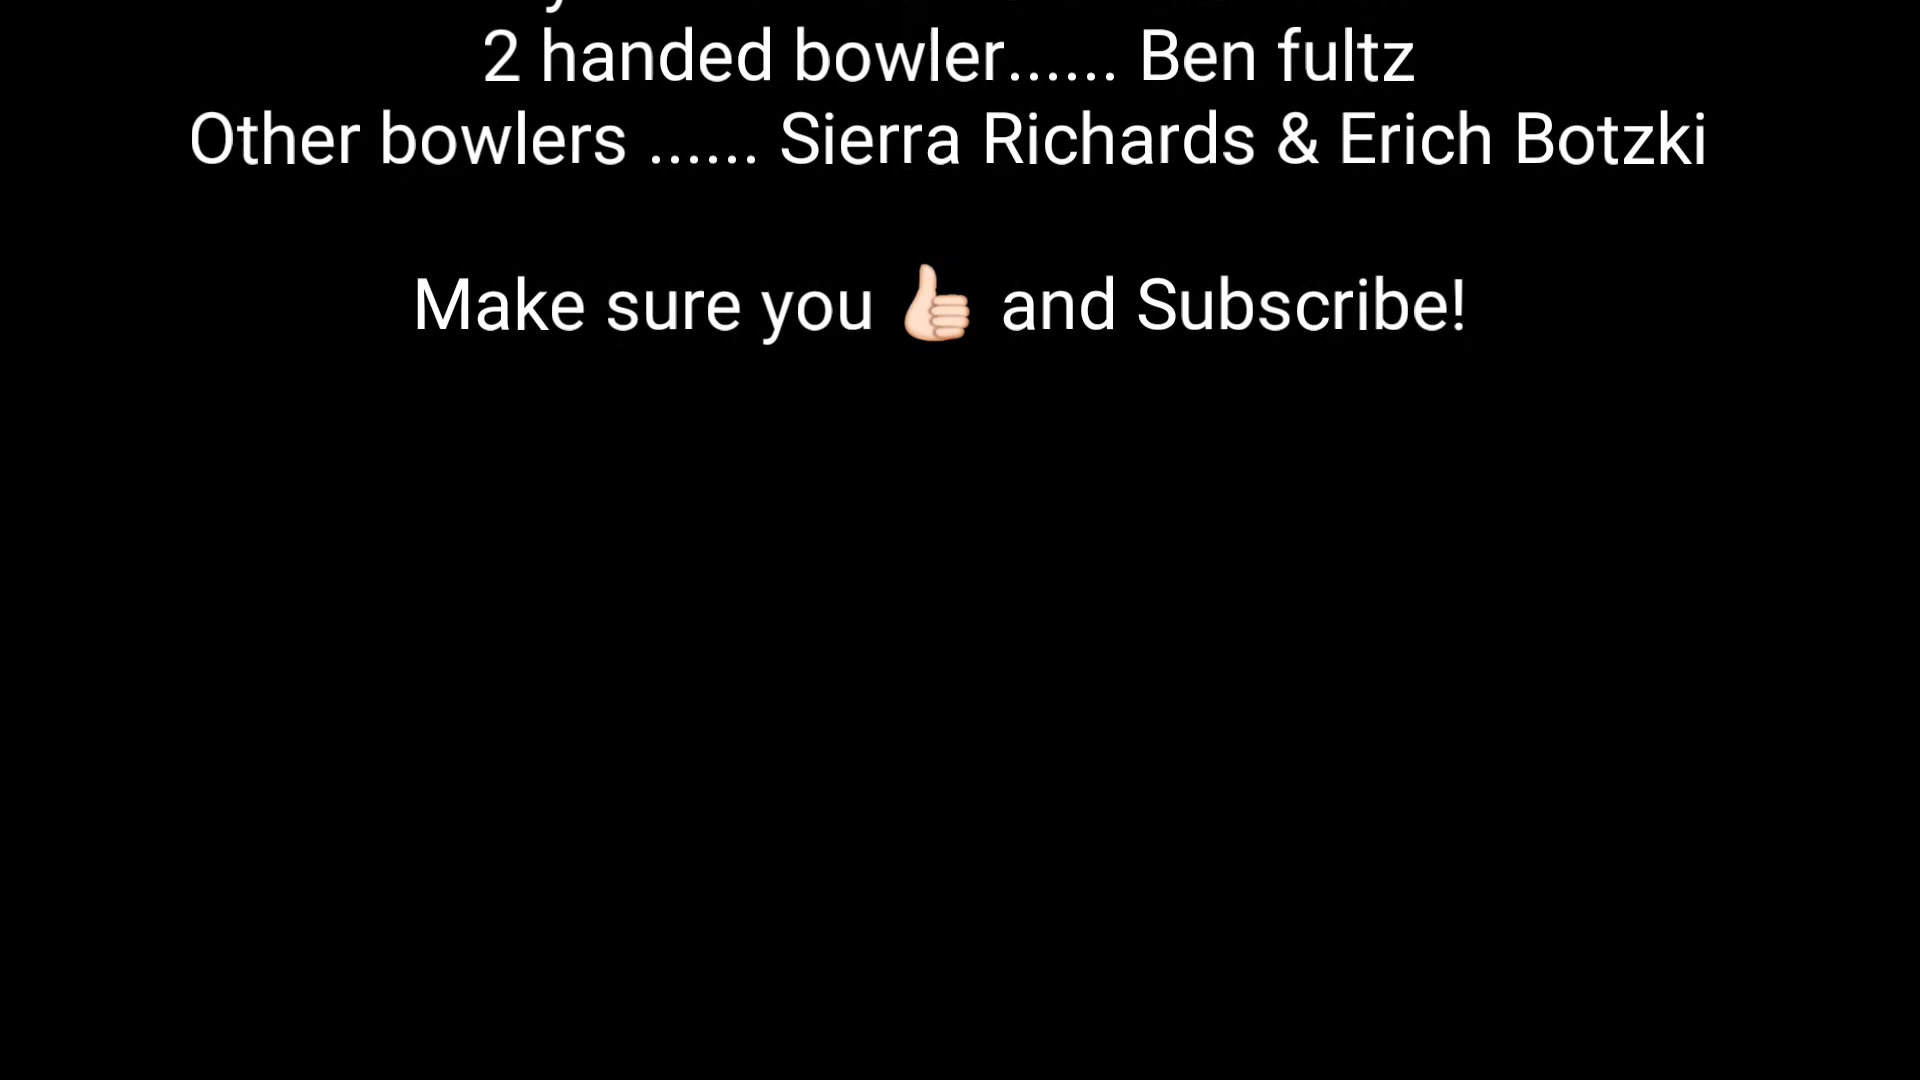 2 handed bowler...... Ben fultz
Other bowlers ...... Sierra Richards & Erich Botzki
Make sure you 👍🏻 and Subscribe!